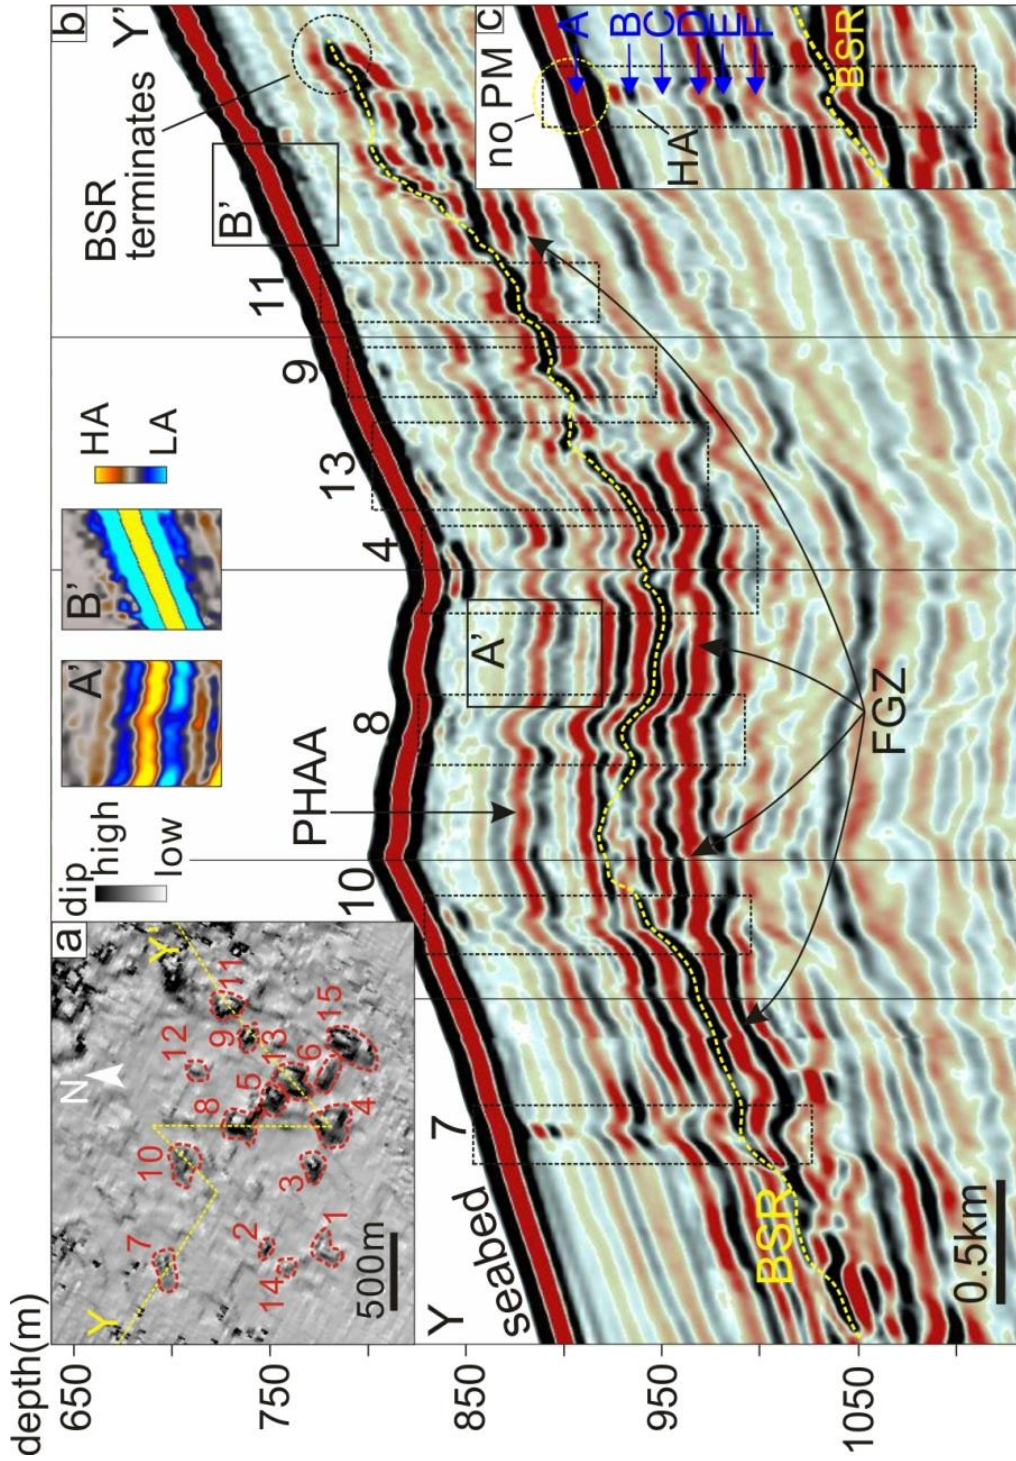 depth(m)
650
750
850
950
1050
a
N
Y
Y'
7
10
8
12
9
11
5
13
6
15
4
3
2
14
1
500m
dip
high
low
A'
B'
HA
LA
b
Y
Y'
seabed
7
10
8
4
13
9
11
PHAA
A'
B'
BSR
terminates
BSR
FGZ
0.5km
c
no PM
A
B
C
D
E
F
HA
BSR